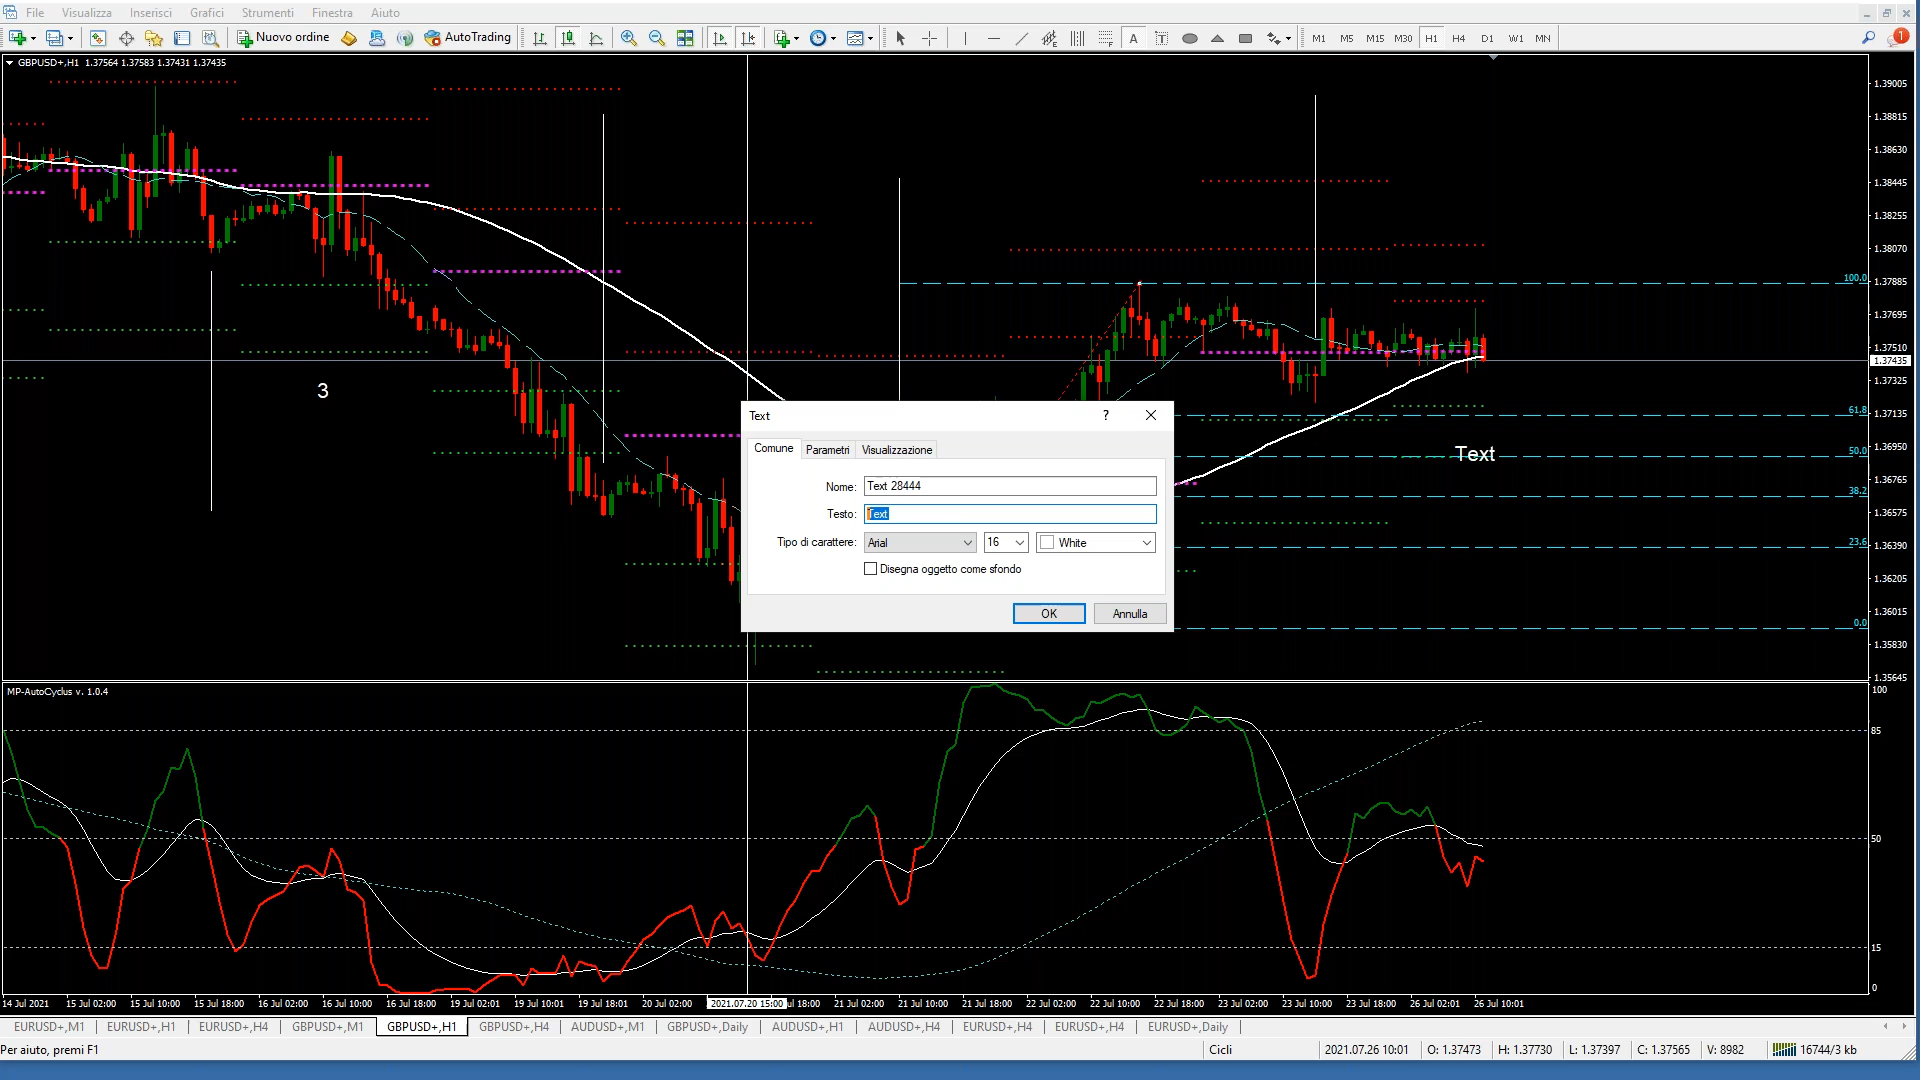 File Visualizza Inserisci Grafici Strumenti Finestra Aiuto
Nuovo ordine AutoTrading A T M1 M5 M15 M30 H1 H4 D1 W1 MN 1
GBPUSD+,H1 1.37564 1.37583 1.37431 1.37435
1.39005
1.38815
1.38630
1.38445
1.38255
1.38070
100.0
1.37885
1.37695
1.37510
1.37435
1.37325
61.8
1.37135
50.0
1.36950
38.2
1.36765
1.36575
23.6
1.36390
1.36205
1.36015
0.0
1.35830
1.35645
3
Text
Text ?
Comune Parametri Visualizzazione
Nome: Text 28444
Testo: Text
Tipo di carattere: Arial 16 White
Disegna oggetto come sfondo
OK Annulla
MP-AutoCyclus v. 1.0.4
100
85
50
15
0
14 Jul 2021 15 Jul 02:00 15 Jul 10:00 15 Jul 18:00 16 Jul 02:00 16 Jul 10:00 16 Jul 18:00 19 Jul 02:01 19 Jul 10:01 19 Jul 18:01 20 Jul 02:00 2021.07.20 15:00 ul 18:00 21 Jul 02:00 21 Jul 10:00 21 Jul 18:00 22 Jul 02:00 22 Jul 10:00 22 Jul 18:00 23 Jul 02:00 23 Jul 10:00 23 Jul 18:00 26 Jul 02:01 26 Jul 10:01
EURUSD+,M1 EURUSD+,H1 EURUSD+,H4 GBPUSD+,M1 GBPUSD+,H1 GBPUSD+,H4 AUDUSD+,M1 GBPUSD+,Daily AUDUSD+,H1 AUDUSD+,H4 EURUSD+,H4 EURUSD+,H4 EURUSD+,Daily
Per aiuto, premi F1 Cicli 2021.07.26 10:01 O: 1.37473 H: 1.37730 L: 1.37397 C: 1.37565 V: 8982 16744/3 kb